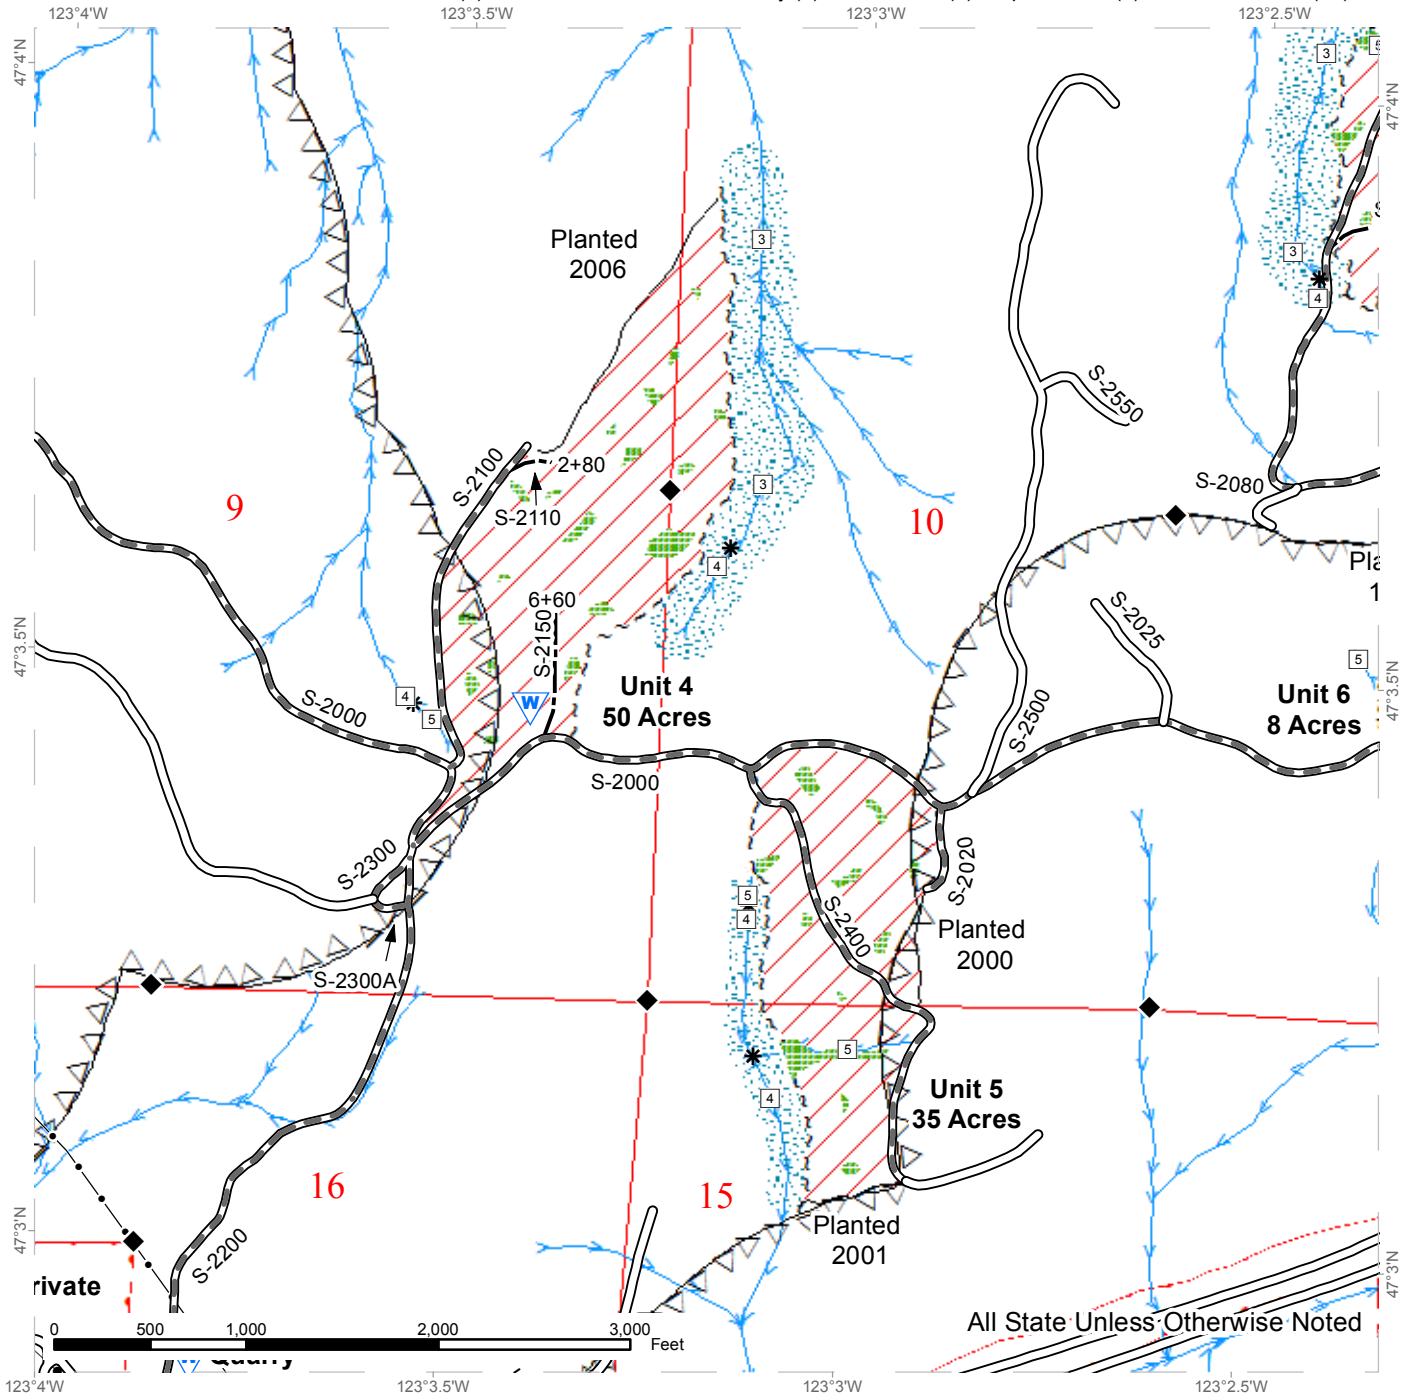 123°4'W
123°3.5'W
123°3'W
123°2.5'W
47°4'N
47°4'N
3
Planted
2006
3
3
4
S-2550
S-2100
2+80
S-2110
3
S-2080
9
10
4
6+60
S-2150
S-2025
47°3.5'N
47°3.5'N
5
4
5
W
Unit 4
50 Acres
Unit 6
8 Acres
S-2000
S-2500
S-2000
S-2300
S-2020
5
4
S-2400
Planted
2000
S-2300A
5
4
Unit 5
35 Acres
16
15
Planted
2001
47°3'N
47°3'N
S-2200
rivate
All State Unless Otherwise Noted
0
500
1,000
2,000
3,000
Feet
W
Quarry
123°4'W
123°3.5'W
123°3'W
123°2.5'W